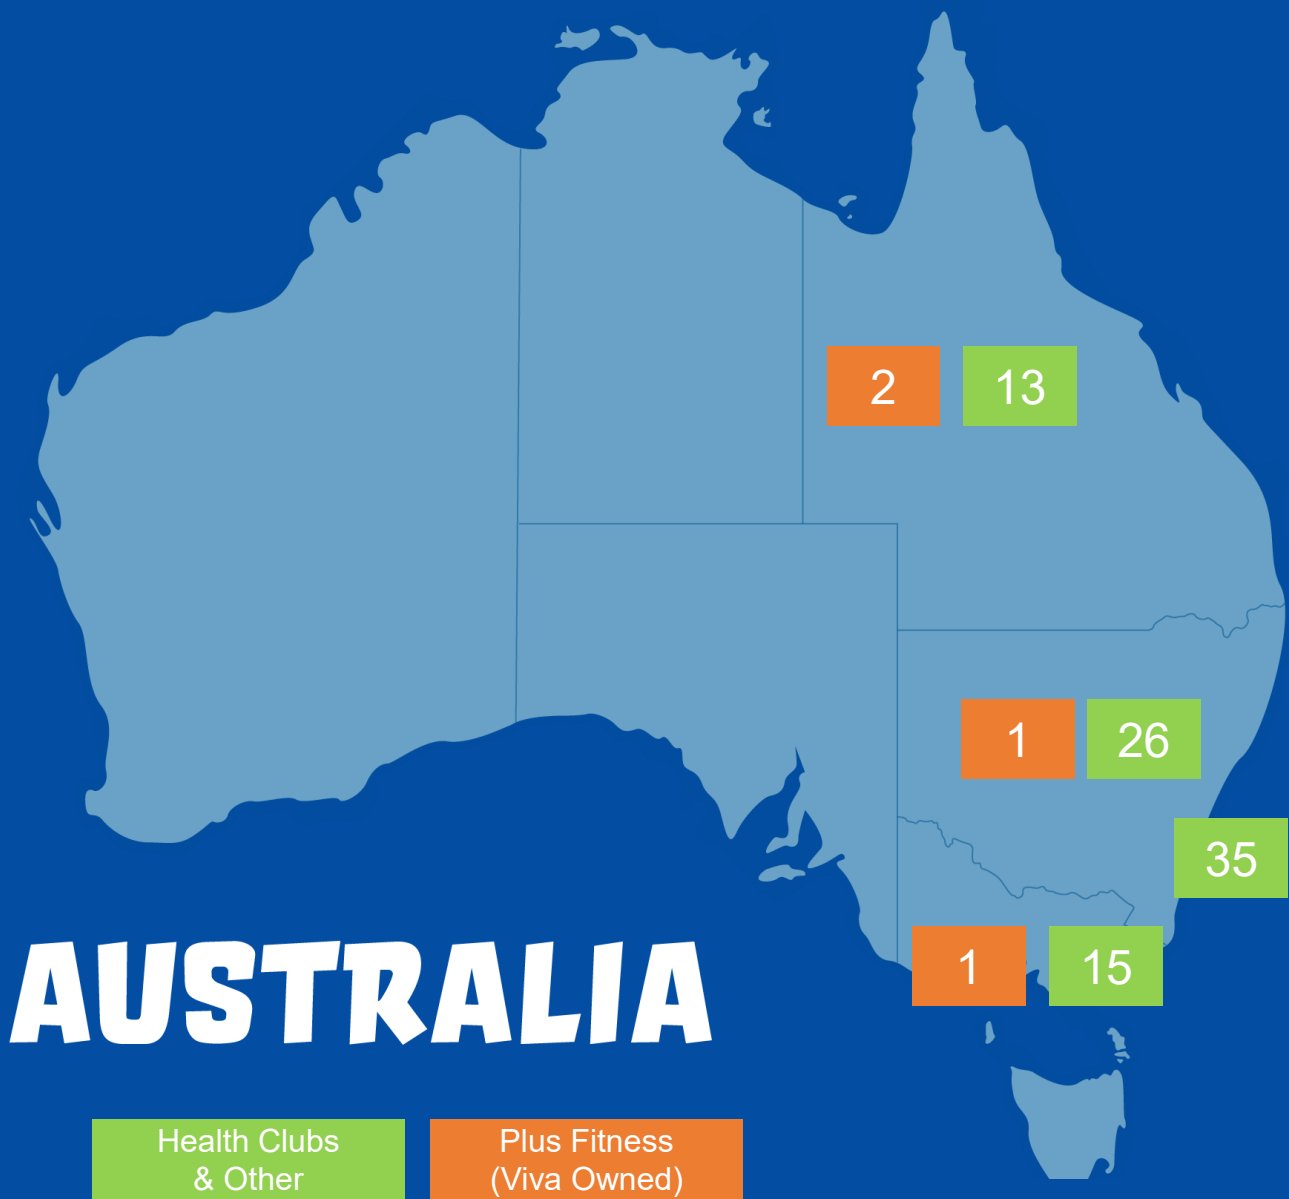 2 13
1 26
35
1 15
AUSTRALIA
Health Clubs
& Other
Plus Fitness
(Viva Owned)